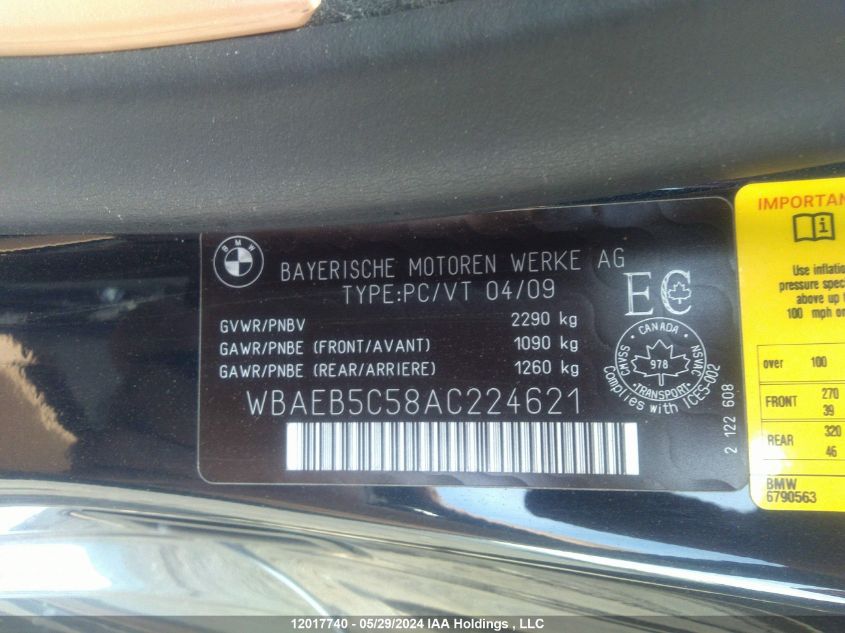 BMW
BAYERISCHE MOTOREN WERKE AG
TYPE:PC/VT 04/09
GVWR/PNBV 2290 kg
GAWR/PNBE (FRONT/AVANT) 1090 kg
GAWR/PNBE (REAR/ARRIERE) 1260 kg
WBAEB5C58AC224621
EC
CANADA
CMVSS 978 NSVAC
TRANSPORT
Complies with ICES-002
2 122 608
IMPORTAN
Use inflatio
pressure spec
above up
100 mph or
over 100
FRONT 270
39
REAR 320
46
BMW
6790563
12017740 - 05/29/2024 IAA Holdings , LLC